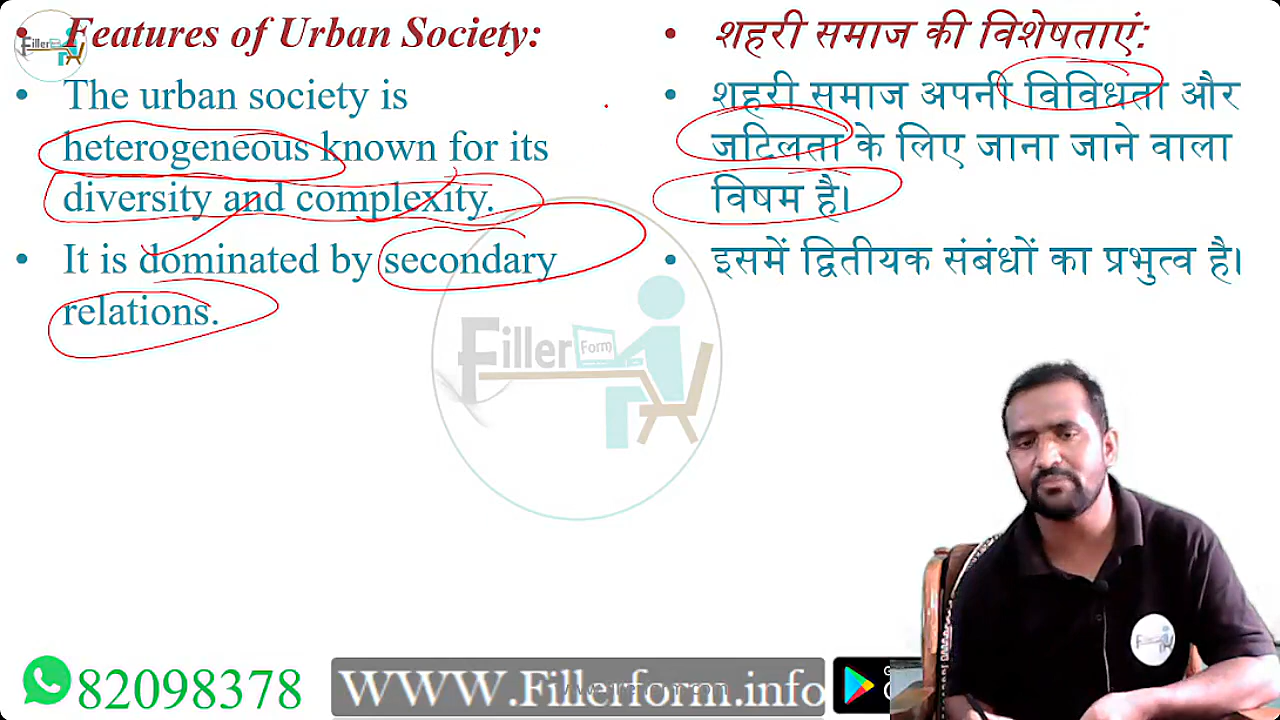 Features of Urban Society:
The urban society is
heterogeneous known for its
diversity and complexity.
It is dominated by secondary
relations.
शहरी समाज की विशेषताएं:
शहरी समाज अपनी विविधता और
जटिलता के लिए जाना जाने वाला
विषम है।
इसमें द्वितीयक संबंधों का प्रभुत्व है।
Filler Form
82098378
www.Fillerform.info